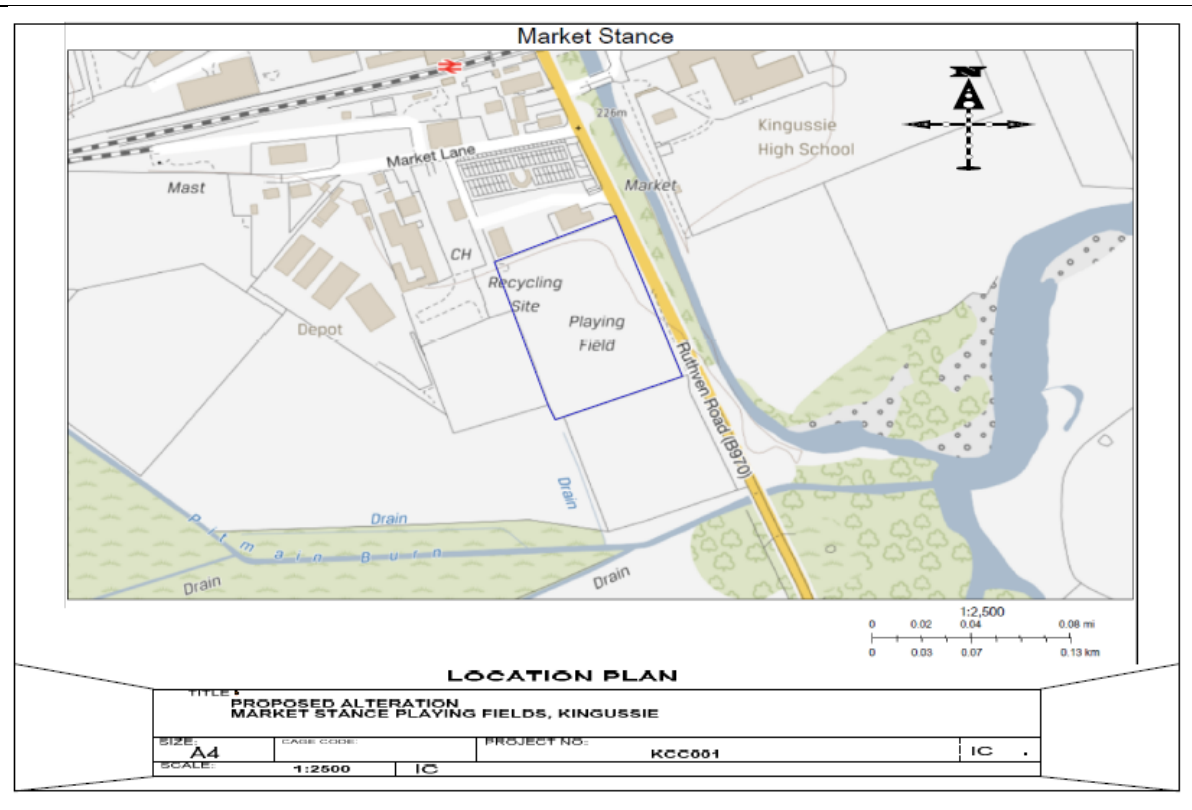 Market Stance
N
226m
Kingussie
High School
Market Lane
Mast
Market
CH
Recycling
Site
Playing
Field
Depot
Ruthven Road (B970)
Drain
Drain
Pitmain Burn
Drain
Drain
1:2,500
0 0.02 0.04 0.08 mi
0 0.03 0.07 0.13 km
LOCATION PLAN
TITLE
PROPOSED ALTERATION
MARKET STANCE PLAYING FIELDS, KINGUSSIE
SIZE: CAGE CODE: PROJECT NO:
A4 KCC001 IC .
SCALE: 1:2500 IC